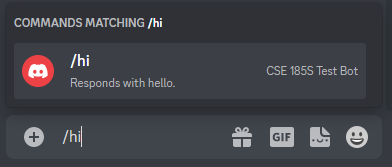 COMMANDS MATCHING /hi
/hi
Responds with hello.
CSE 185S Test Bot
/hi
GIF